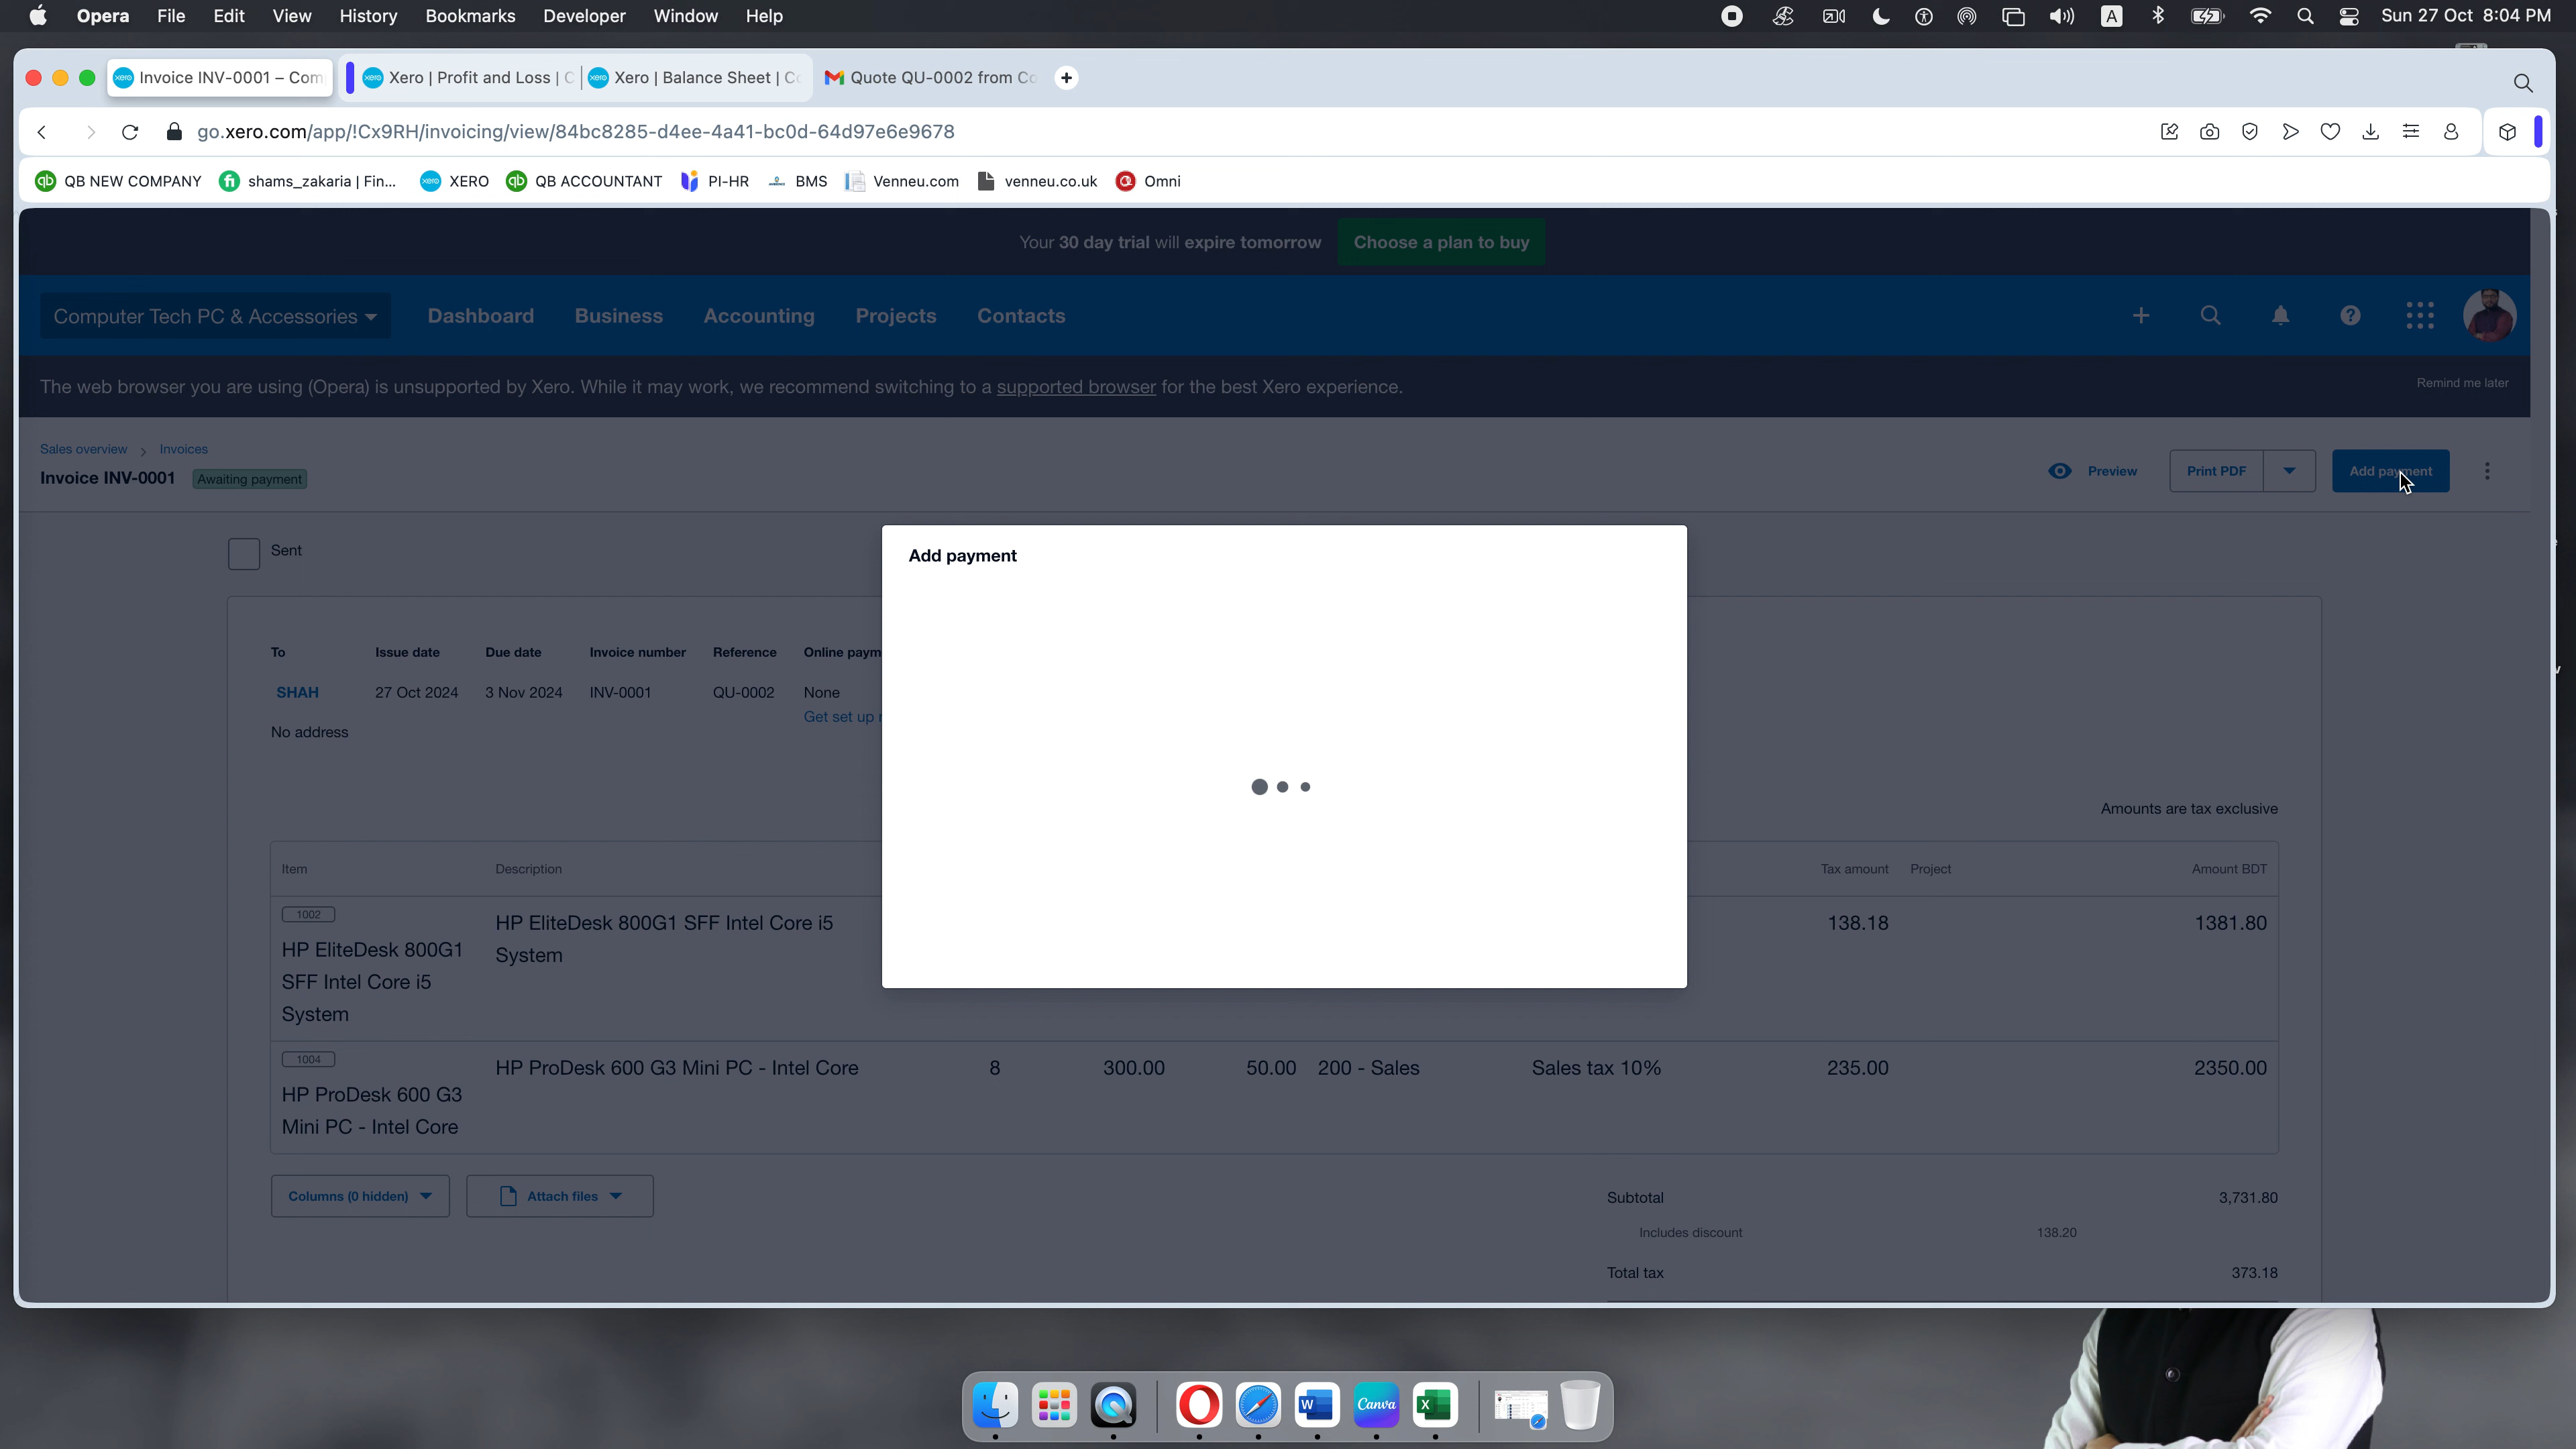 Opera File Edit View History Bookmarks Developer Window Help
A Sun 27 Oct 8:04 PM
Invoice INV-0001 – Com
Xero | Profit and Loss | C
Xero | Balance Sheet | Co
Quote QU-0002 from Co
go.xero.com/app/!Cx9RH/invoicing/view/84bc8285-d4ee-4a41-bc0d-64d97e6e9678
QB NEW COMPANY shams_zakaria | Fin... XERO QB ACCOUNTANT PI-HR BMS Venneu.com venneu.co.uk Omni
Your 30 day trial will expire tomorrow Choose a plan to buy
Computer Tech PC & Accessories Dashboard Business Accounting Projects Contacts
The web browser you are using (Opera) is unsupported by Xero. While it may work, we recommend switching to a supported browser for the best Xero experience. Remind me later
Sales overview Invoices
Invoice INV-0001 Awaiting payment
Preview Print PDF Add payment
Sent
Add payment
To Issue date Due date Invoice number Reference Online paym
SHAH 27 Oct 2024 3 Nov 2024 INV-0001 QU-0002 None
Get set up
No address
Amounts are tax exclusive
Item Description Tax amount Project Amount BDT
1002
HP EliteDesk 800G1
SFF Intel Core i5
System
HP EliteDesk 800G1 SFF Intel Core i5
System
138.18 1381.80
1004
HP ProDesk 600 G3
Mini PC - Intel Core
HP ProDesk 600 G3 Mini PC - Intel Core 8 300.00 50.00 200 - Sales Sales tax 10% 235.00 2350.00
Columns (0 hidden) Attach files
Subtotal 3,731.80
Includes discount 138.20
Total tax 373.18
Canva